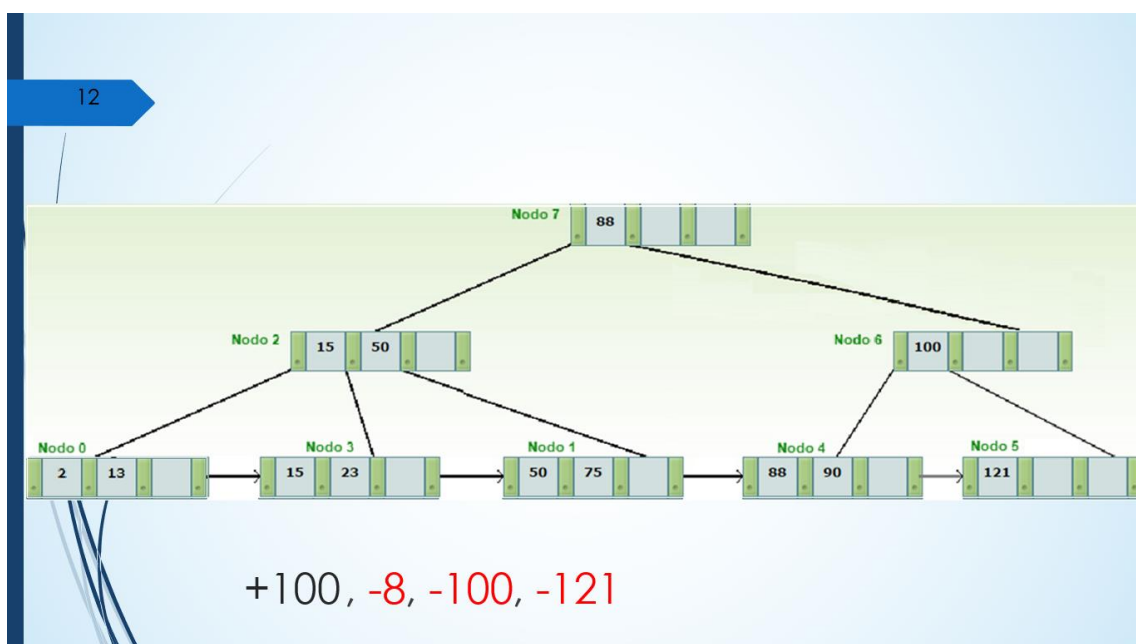 12
Nodo 7
88
Nodo 2
15 50
Nodo 6
100
Nodo 0
2 13
Nodo 3
15 23
Nodo 1
50 75
Nodo 4
88 90
Nodo 5
121
+100, -8, -100, -121